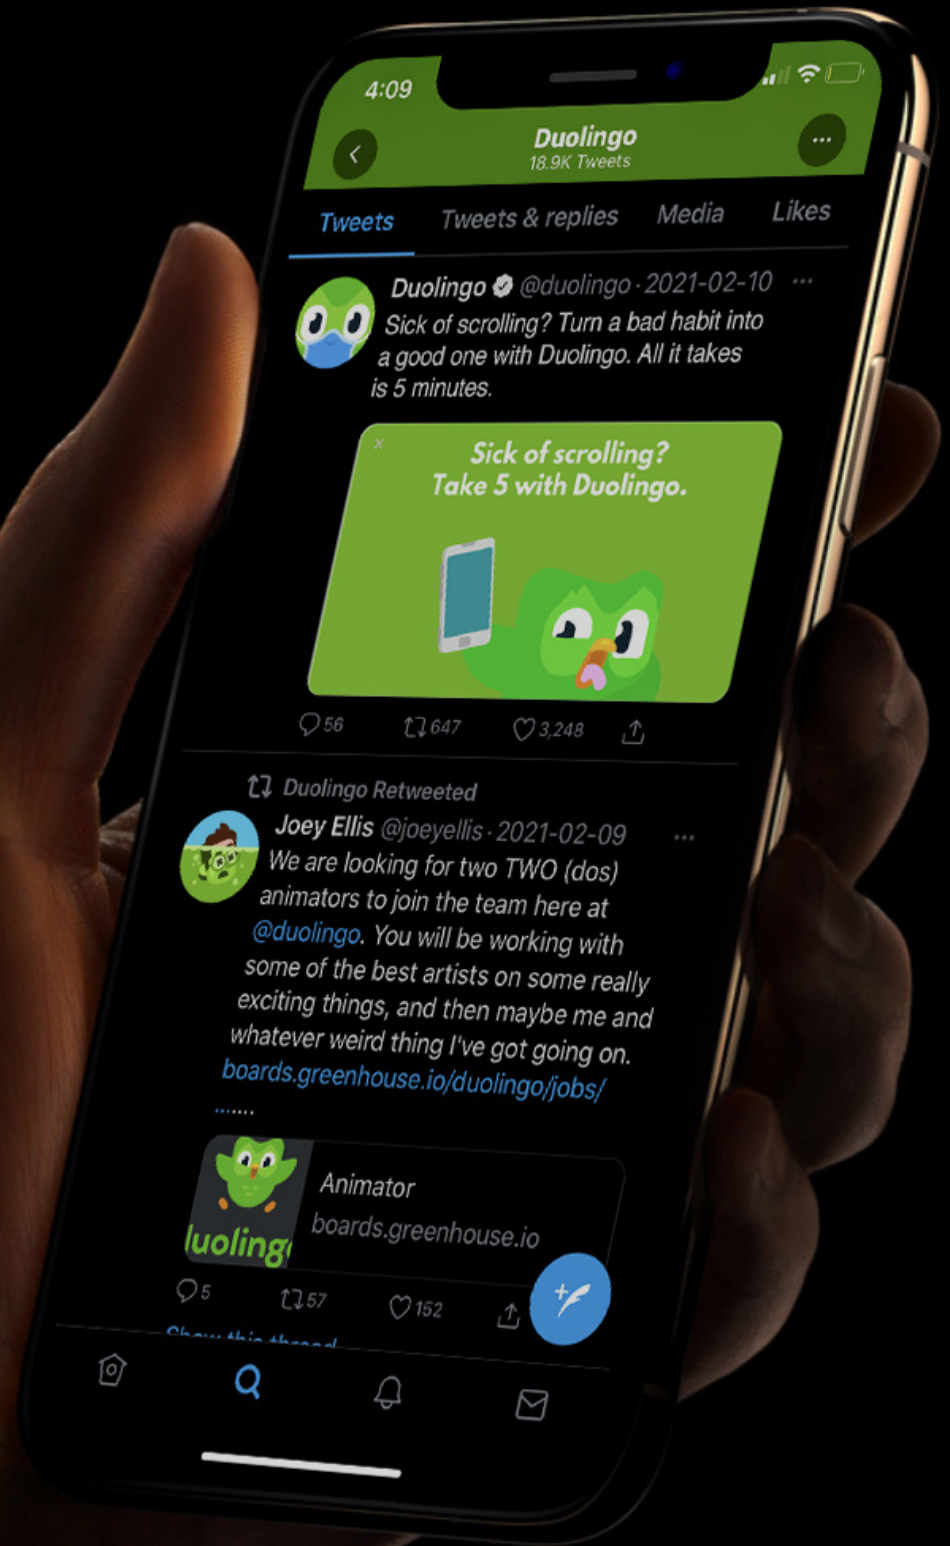 4:09
Duolingo
18.9K Tweets
Tweets Tweets & replies Media Likes
Duolingo @duolingo · 2021-02-10 ...
Sick of scrolling? Turn a bad habit into
a good one with Duolingo. All it takes
is 5 minutes.
Sick of scrolling?
Take 5 with Duolingo.
56 647 3,248
Duolingo Retweeted
Joey Ellis @joeyellis · 2021-02-09 ...
We are looking for two TWO (dos)
animators to join the team here at
@duolingo. You will be working with
some of the best artists on some really
exciting things, and then maybe me and
whatever weird thing I've got going on.
boards.greenhouse.io/duolingo/jobs/
.......
Animator
boards.greenhouse.io
luoling
5 57 152
Show this thread